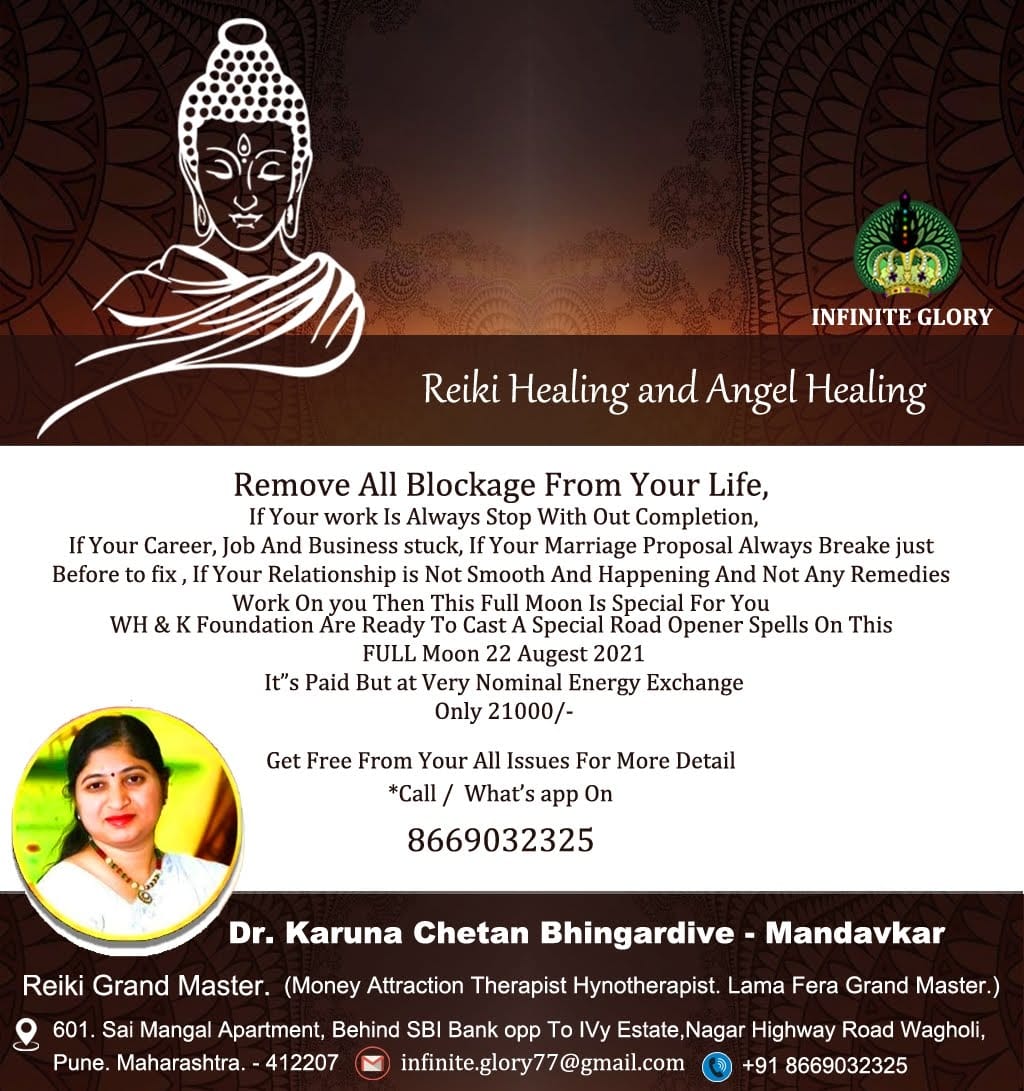 INFINITE GLORY
Reiki Healing and Angel Healing
Remove All Blockage From Your Life,
If Your work Is Always Stop With Out Completion,
If Your Career, Job And Business stuck, If Your Marriage Proposal Always Breake just
Before to fix , If Your Relationship is Not Smooth And Happening And Not Any Remedies
Work On you Then This Full Moon Is Special For You
WH & K Foundation Are Ready To Cast A Special Road Opener Spells On This
FULL Moon 22 Augest 2021
It”s Paid But at Very Nominal Energy Exchange
Only 21000/-
Get Free From Your All Issues For More Detail
*Call / What’s app On
8669032325
Dr. Karuna Chetan Bhingardive - Mandavkar
Reiki Grand Master. (Money Attraction Therapist Hynotherapist. Lama Fera Grand Master.)
601. Sai Mangal Apartment, Behind SBI Bank opp To IVy Estate,Nagar Highway Road Wagholi,
Pune. Maharashtra. - 412207 infinite.glory77@gmail.com +91 8669032325